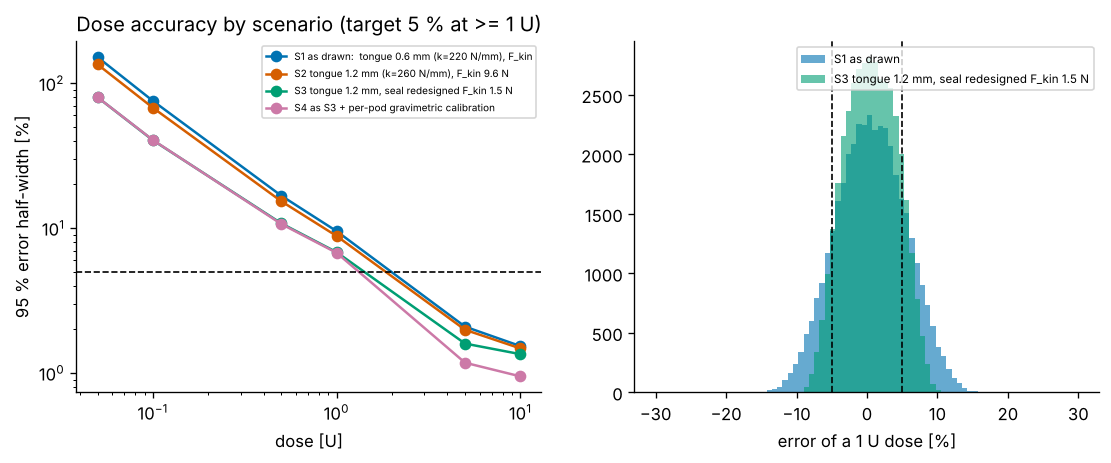 Dose accuracy by scenario (target 5 % at >= 1 U)
S1 as drawn: tongue 0.6 mm (k=220 N/mm), F_kin
S2 tongue 1.2 mm (k=260 N/mm), F_kin 9.6 N
S3 tongue 1.2 mm, seal redesigned F_kin 1.5 N
S4 as S3 + per-pod gravimetric calibration
95 % error half-width [%]
10²
10¹
10⁰
10⁻¹
10⁰
10¹
dose [U]
S1 as drawn
S3 tongue 1.2 mm, seal redesigned F_kin 1.5 N
2500
2000
1500
1000
500
0
−30
−20
−10
0
10
20
30
error of a 1 U dose [%]